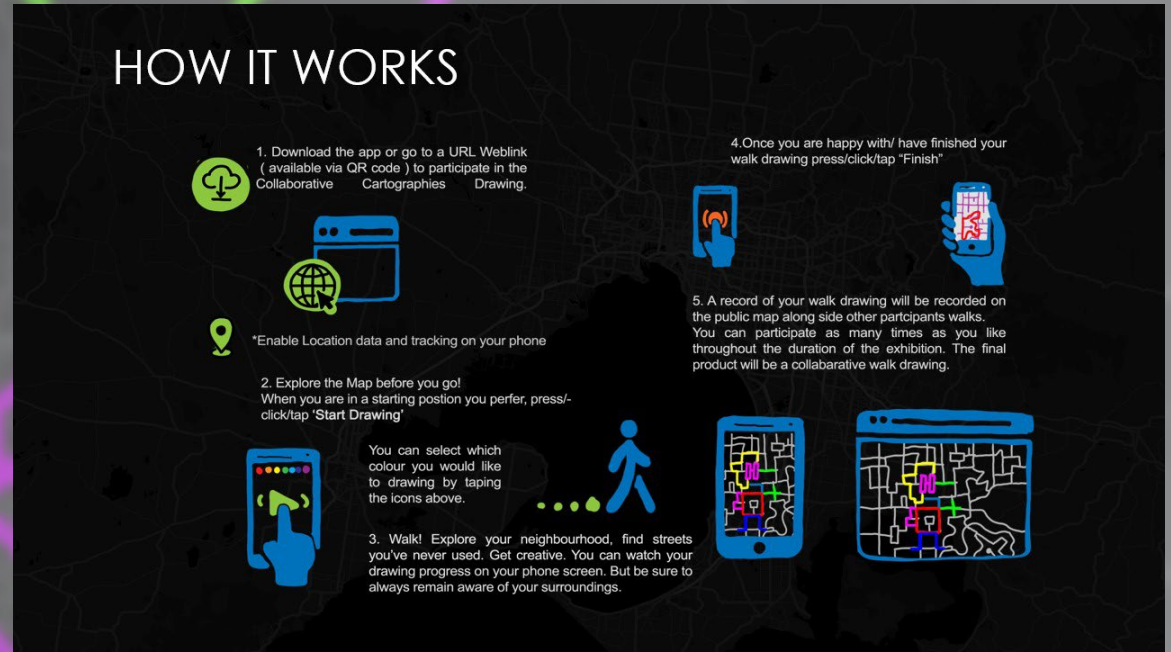 HOW IT WORKS
1. Download the app or go to a URL Weblink
( available via QR code ) to participate in the
Collaborative Cartographies Drawing.
*Enable Location data and tracking on your phone
2. Explore the Map before you go!
When you are in a starting postion you perfer, press/-
click/tap ‘Start Drawing’
You can select which
colour you would like
to drawing by taping
the icons above.
3. Walk! Explore your neighbourhood, find streets
you’ve never used. Get creative. You can watch your
drawing progress on your phone screen. But be sure to
always remain aware of your surroundings.
4.Once you are happy with/ have finished your
walk drawing press/click/tap “Finish”
5. A record of your walk drawing will be recorded on
the public map along side other partcipants walks.
You can participate as many times as you like
throughout the duration of the exhibition. The final
product will be a collabarative walk drawing.